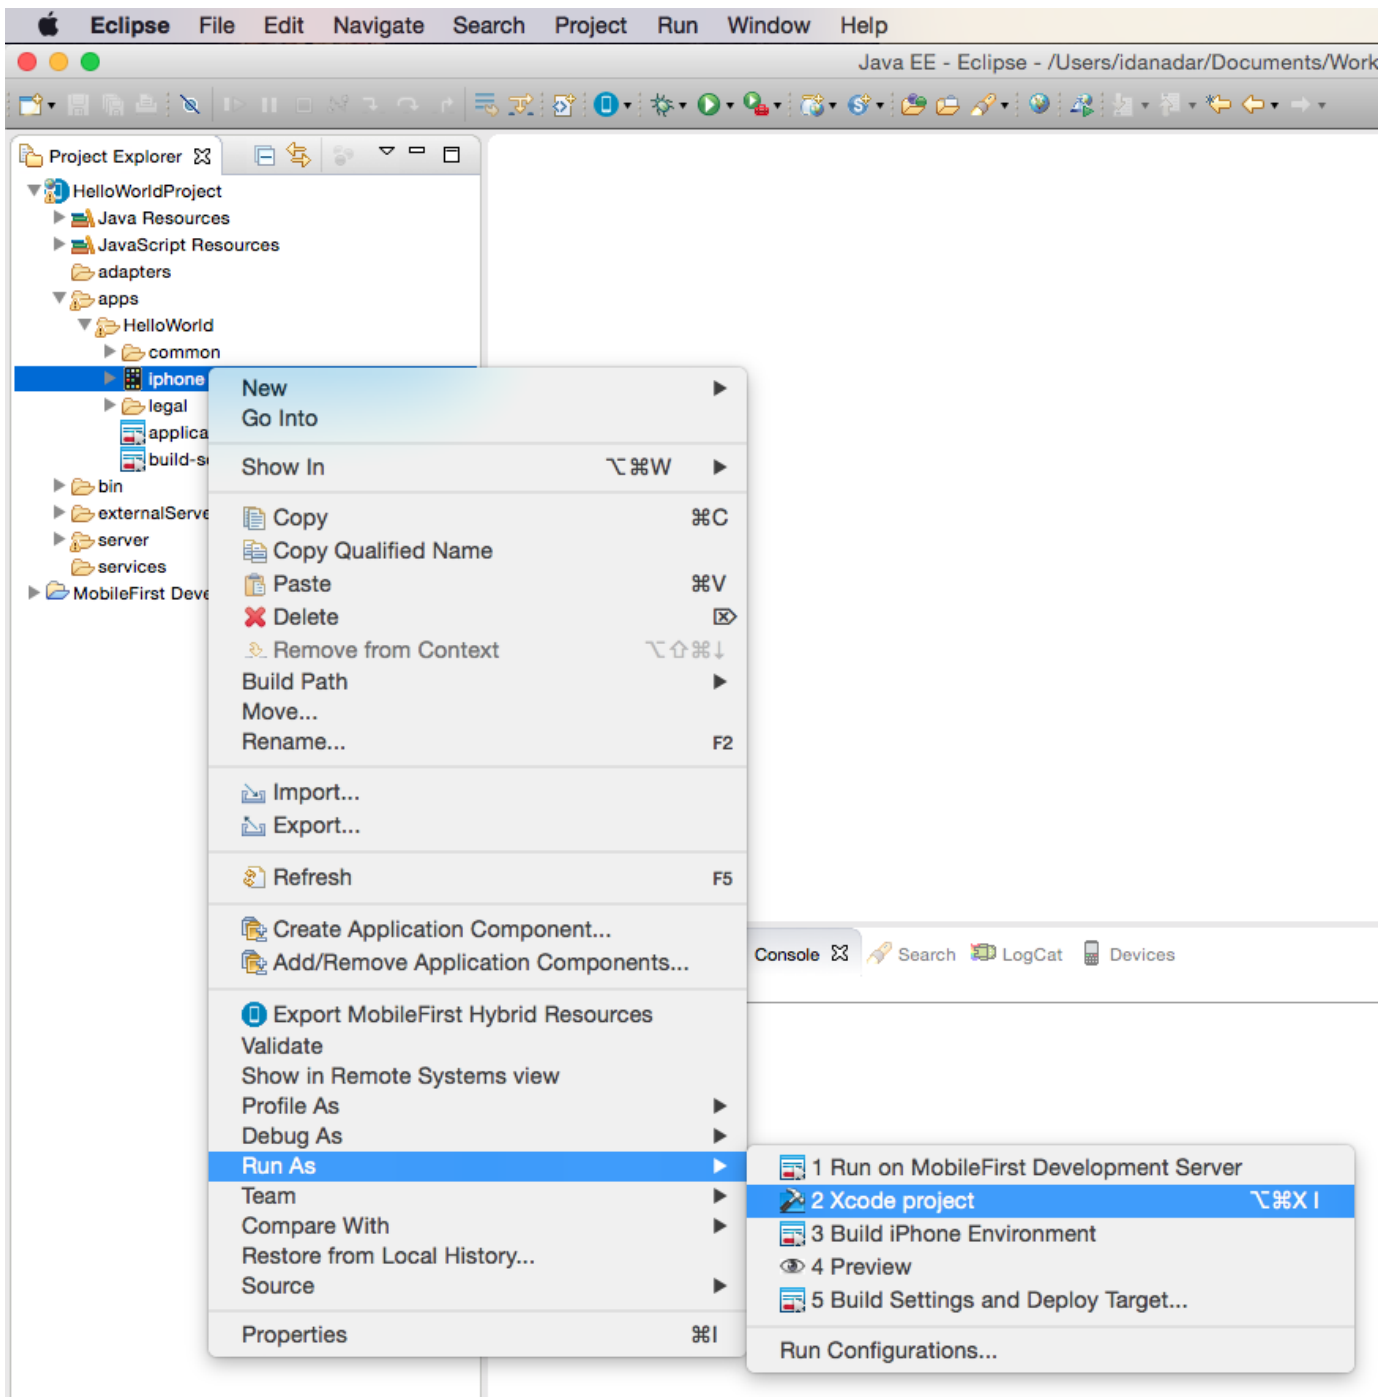 Eclipse File Edit Navigate Search Project Run Window Help
Java EE - Eclipse - /Users/idanadar/Documents/Work
Project Explorer
HelloWorldProject
Java Resources
JavaScript Resources
adapters
apps
HelloWorld
common
iphone
legal
applica
build-s
bin
externalServe
server
services
MobileFirst Deve
New
Go Into
Show In ⌥⌘W
Copy ⌘C
Copy Qualified Name
Paste ⌘V
Delete ⌦
Remove from Context ⌥⇧⌘↓
Build Path
Move...
Rename... F2
Import...
Export...
Refresh F5
Create Application Component...
Add/Remove Application Components...
Export MobileFirst Hybrid Resources
Validate
Show in Remote Systems view
Profile As
Debug As
Run As
Team
Compare With
Restore from Local History...
Source
Properties ⌘I
Console Search LogCat Devices
1 Run on MobileFirst Development Server
2 Xcode project ⌥⌘X I
3 Build iPhone Environment
4 Preview
5 Build Settings and Deploy Target...
Run Configurations...